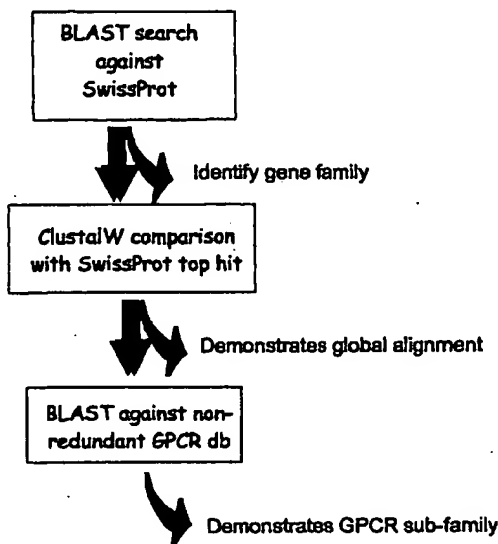 BLAST search
against
SwissProt
Identify gene family
ClustalW comparison
with SwissProt top hit
Demonstrates global alignment
BLAST against non-
redundant GPCR db
Demonstrates GPCR sub-family